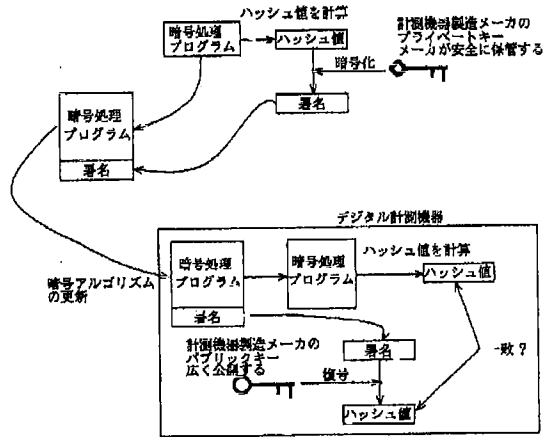 ハッシュ値を計算
暗号処理
プログラム
ハッシュ値
計測機器製造メーカの
プライベートキー
メーカが安全に保管する
暗号化
署名
暗号処理
プログラム
署名
デジタル計測機器
暗号処理
プログラム
署名
暗号処理
プログラム
ハッシュ値を計算
ハッシュ値
暗号アルゴリズム
の更新
計測機器製造メーカの
パブリックキー
広く公開する
署名
一致?
復号
ハッシュ値